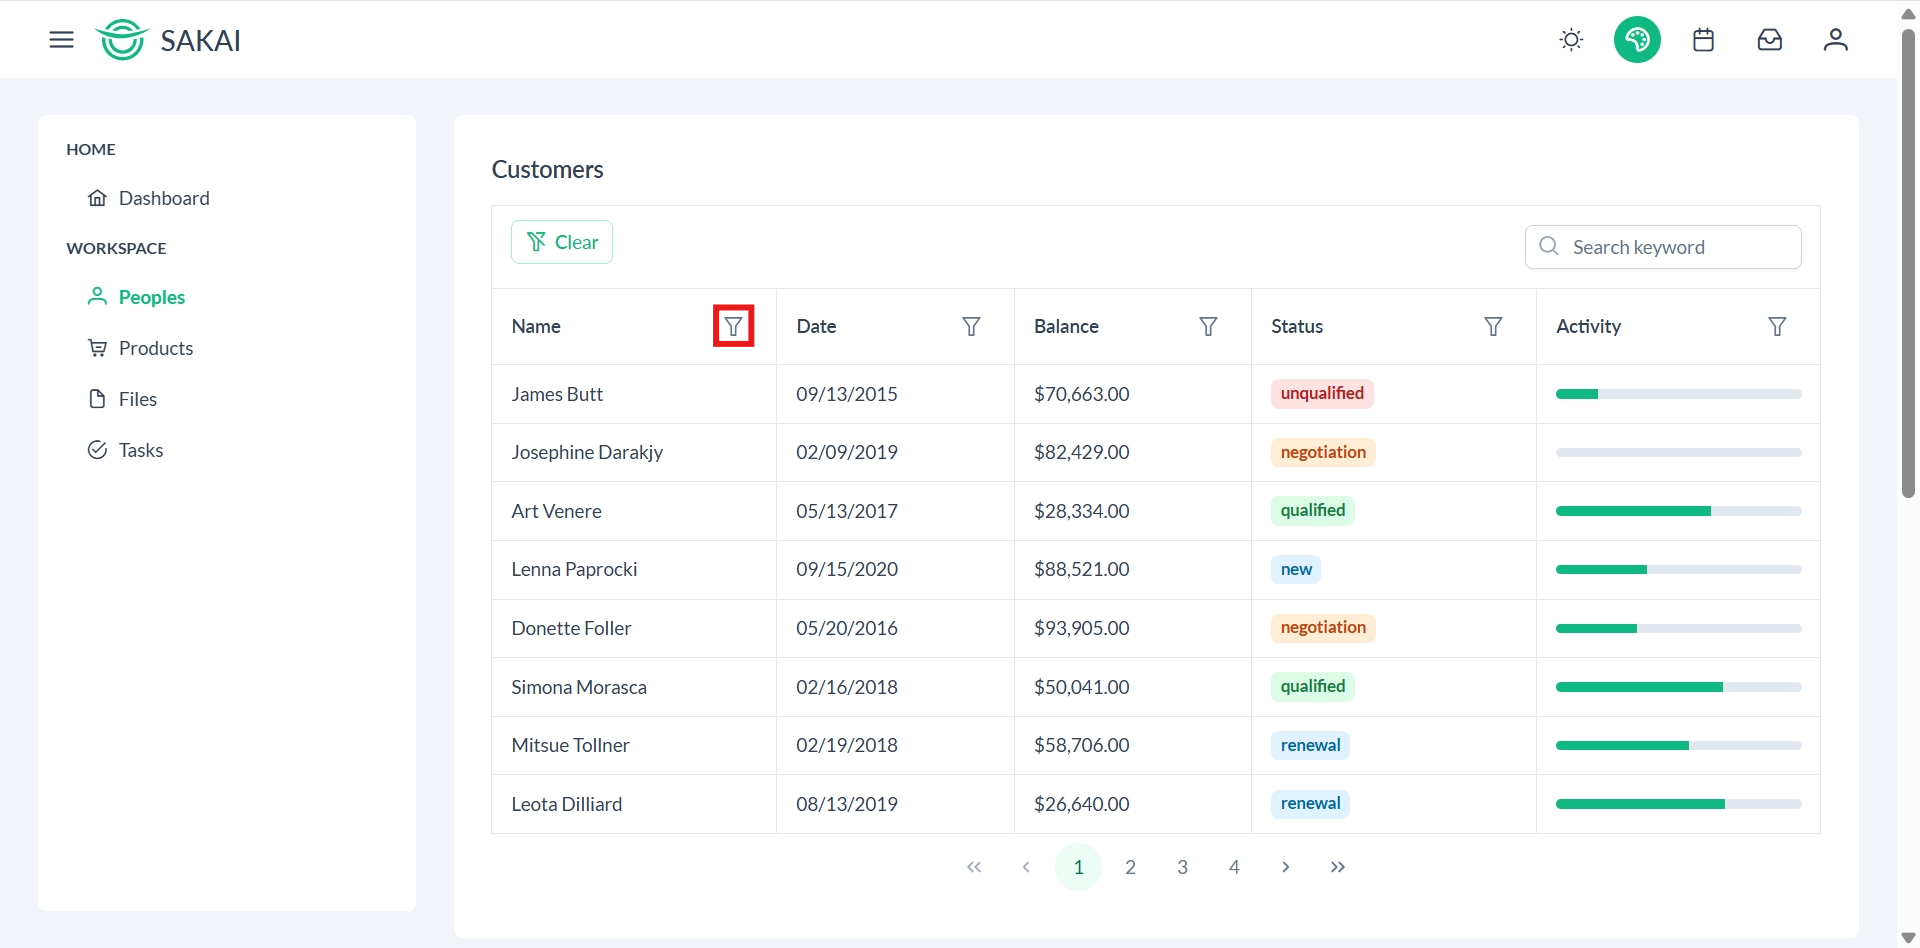 SAKAI
HOME
Dashboard
WORKSPACE
Peoples
Products
Files
Tasks
Customers
Clear
Search keyword
Name Date Balance Status Activity
James Butt 09/13/2015 $70,663.00 unqualified
Josephine Darakjy 02/09/2019 $82,429.00 negotiation
Art Venere 05/13/2017 $28,334.00 qualified
Lenna Paprocki 09/15/2020 $88,521.00 new
Donette Foller 05/20/2016 $93,905.00 negotiation
Simona Morasca 02/16/2018 $50,041.00 qualified
Mitsue Tollner 02/19/2018 $58,706.00 renewal
Leota Dilliard 08/13/2019 $26,640.00 renewal
1 2 3 4